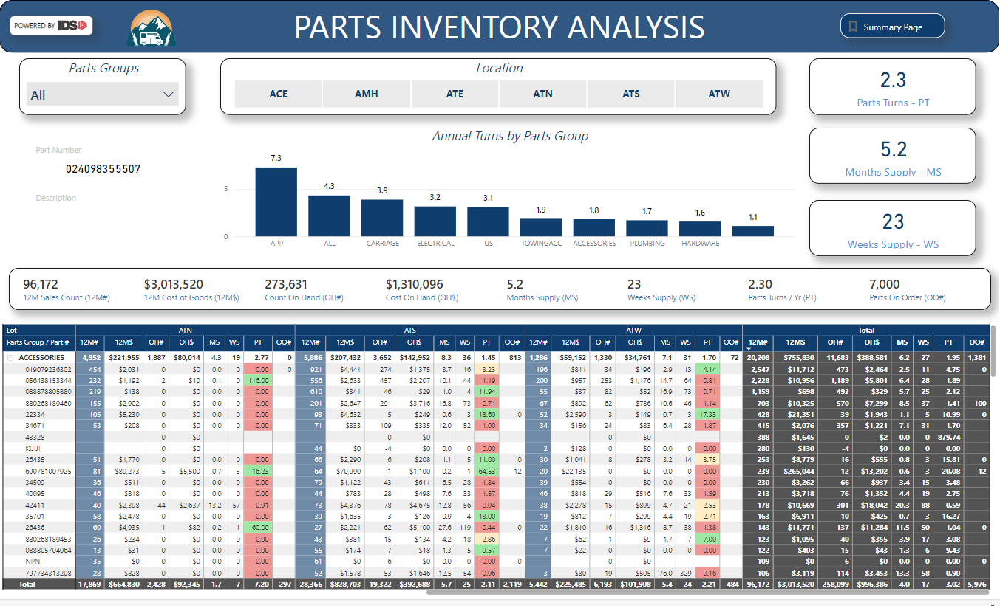 POWERED BY IDS
PARTS INVENTORY ANALYSIS
Summary Page
Parts Groups
All
Location
ACE AMH ATE ATN ATS ATW
2.3
Parts Turns - PT
5.2
Months Supply - MS
23
Weeks Supply - WS
Part Number
024098355507
Description
Annual Turns by Parts Group
5
0
7.3 4.3 3.9 3.2 3.1 1.9 1.8 1.7 1.6 1.1
APP ALL CARRIAGE ELECTRICAL US TOWINGACC ACCESSORIES PLUMBING HARDWARE
96,172 $3,013,520 273,631 $1,310,096 5.2 23 2.30 7,000
12M Sales Count (12M#) 12M Cost of Goods (12M$) Count On Hand (OH#) Cost On Hand (OH$) Months Supply (MS) Weeks Supply (WS) Parts Turns / Yr (PT) Parts On Order (OO#)
Lot ATN ATS ATW Total
Parts Group / Part # 12M# 12M$ OH# OH$ MS WS PT OO# 12M# 12M$ OH# OH$ MS WS PT OO# 12M# 12M$ OH# OH$ MS WS PT OO# 12M# 12M$ OH# OH$ MS WS PT OO#
ACCESSORIES 4,952 $221,955 1,887 $80,014 4.3 19 2.77 0 5,886 $207,432 3,652 $142,952 8.3 36 1.45 813 1,286 $59,152 1,330 $34,761 7.1 31 1.70 72 20,208 $755,830 11,683 $388,581 6.2 27 1.95 1,381
019079236302 454 $2,031 0 $0 0.0 0 0.00 0 921 $4,441 274 $1,375 3.7 16 3.23 196 $811 34 $196 2.9 13 4.14 2,547 $11,712 473 $2,464 2.5 11 4.75 0
056438153344 232 $1,192 2 $10 0.1 0 116.00 556 $2,633 457 $2,207 10.1 44 1.19 200 $957 253 $1,176 14.7 64 0.81 2,228 $10,956 1,189 $5,801 6.4 28 1.89
088878805880 219 $138 0 $0 0.0 0 0.00 610 $341 46 $29 1.0 4 11.94 55 $37 82 $52 16.9 73 0.71 1,159 $698 492 $329 5.7 25 2.12
880268189460 155 $2,902 0 $0 0.0 0 0.00 201 $2,647 291 $3,716 16.8 73 0.71 67 $892 62 $786 10.6 46 1.14 703 $10,325 570 $7,299 8.5 37 1.41 100
22334 105 $5,230 0 $0 0.0 0 0.00 93 $4,632 5 $249 0.6 3 18.60 0 52 $2,590 3 $149 0.7 3 17.33 428 $21,351 39 $1,943 1.1 5 10.99 0
34671 53 $208 0 $0 0.0 0 0.00 71 $333 109 $335 12.0 52 1.00 34 $156 24 $83 6.4 28 1.87 415 $2,076 357 $1,221 7.1 31 1.70
43328 0 $0 0 $0 0 $0 388 $1,645 0 $2 0.0 0 879.74
KIJIJI 0 $0 44 $0 -4 $0 0.0 0 0.00 2 $128 0 $0 0.0 0 0.00 280 $130 -4 $0 0.0 0 0.00
26435 51 $1,770 0 $0 0.0 0 0.00 66 $2,290 6 $208 1.1 5 11.00 0 30 $1,041 8 $278 3.2 14 3.75 253 $8,779 16 $555 0.8 3 15.81 0
690781007925 81 $89,273 5 $5,500 0.7 3 16.23 64 $70,990 1 $1,100 0.2 1 64.53 12 20 $22,135 0 $0 0.0 0 0.00 239 $265,044 12 $13,202 0.6 3 20.08 12
34509 36 $511 0 $0 0.0 0 0.00 79 $1,122 43 $611 6.5 28 1.84 39 $554 0 $0 0.0 0 0.00 230 $3,262 66 $937 3.4 15 3.48
40095 46 $818 0 $0 0.0 0 0.00 44 $783 28 $498 7.6 33 1.57 46 $818 29 $516 7.6 33 1.59 213 $3,718 76 $1,352 4.4 19 2.75
42411 40 $2,398 44 $2,637 13.2 57 0.91 73 $4,376 78 $4,675 12.8 56 0.94 38 $2,278 15 $899 4.7 21 2.53 178 $10,669 301 $18,042 20.3 88 0.59
35701 58 $2,478 0 $0 0.0 0 0.00 39 $1,635 3 $126 0.9 4 13.00 19 $812 7 $299 4.4 19 2.71 163 $6,911 10 $425 0.7 3 16.27
26436 60 $4,935 1 $82 0.2 1 60.00 27 $2,221 62 $5,100 27.6 119 0.44 0 22 $1,810 16 $1,316 8.7 38 1.38 143 $11,771 137 $11,284 11.5 50 1.04 0
880268189453 26 $234 0 $0 0.0 0 0.00 43 $381 15 $134 4.2 18 2.86 7 $62 1 $9 1.7 7 7.00 123 $1,095 40 $355 3.9 17 3.08
088805704064 13 $31 0 $0 0.0 0 0.00 55 $174 7 $18 1.3 5 9.57 7 $22 0 $0 0.0 0 0.00 122 $403 15 $43 1.3 6 9.43
NPN 35 $0 0 $0 0.0 0 0.00 61 $0 -6 $0 0.0 0 0.00 0 0 $0 109 $0 -6 $0 0.0 0 0.00 0
797734313208 28 $828 0 $0 0.0 0 0.00 52 $1,578 53 $1,646 12.5 54 0.96 3 $80 19 $505 76.0 329 0.16 106 $3,119 114 $3,453 13.3 58 0.90
Total 17,869 $664,830 2,428 $92,345 1.7 7 7.20 297 28,366 $828,703 19,322 $392,688 5.7 25 2.11 2,119 5,442 $225,485 6,193 $101,908 5.4 24 2.21 484 96,172 $3,013,520 258,099 $996,386 4.0 17 3.02 5,976